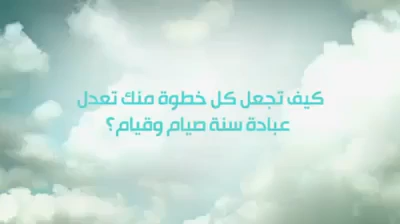 كيف تجعل كل خطوة منك تعدل
عبادة سنة صيام وقيام؟